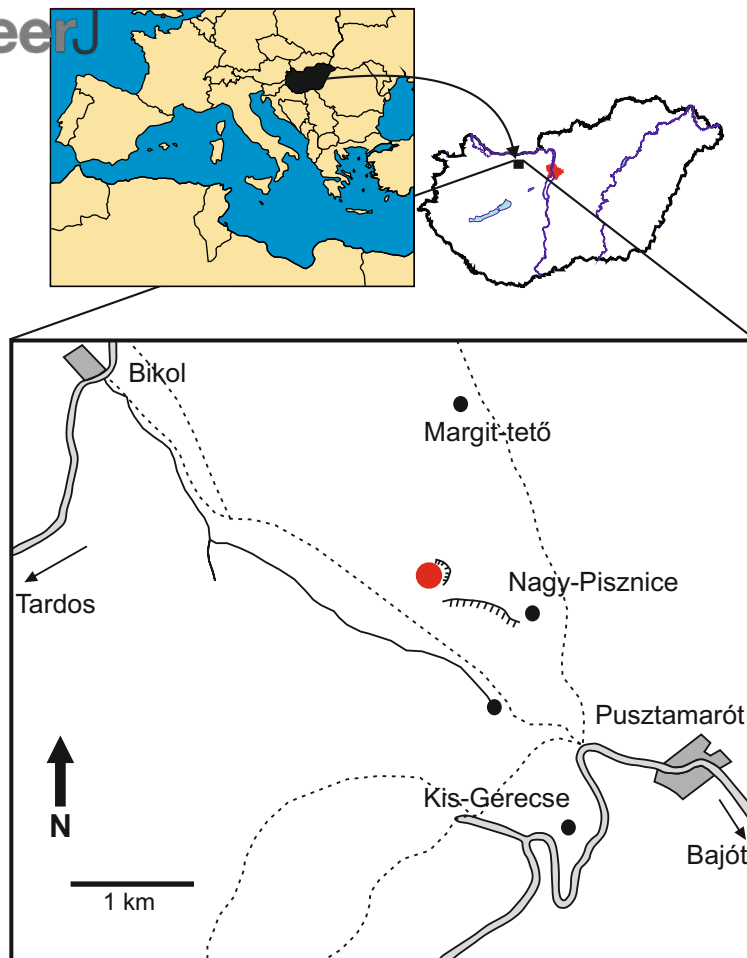 eerJ
Bikol
Margit-tető
Nagy-Pisznice
Tardos
Pusztamarót
Kis-Gerecse
N
Bajót
1 km